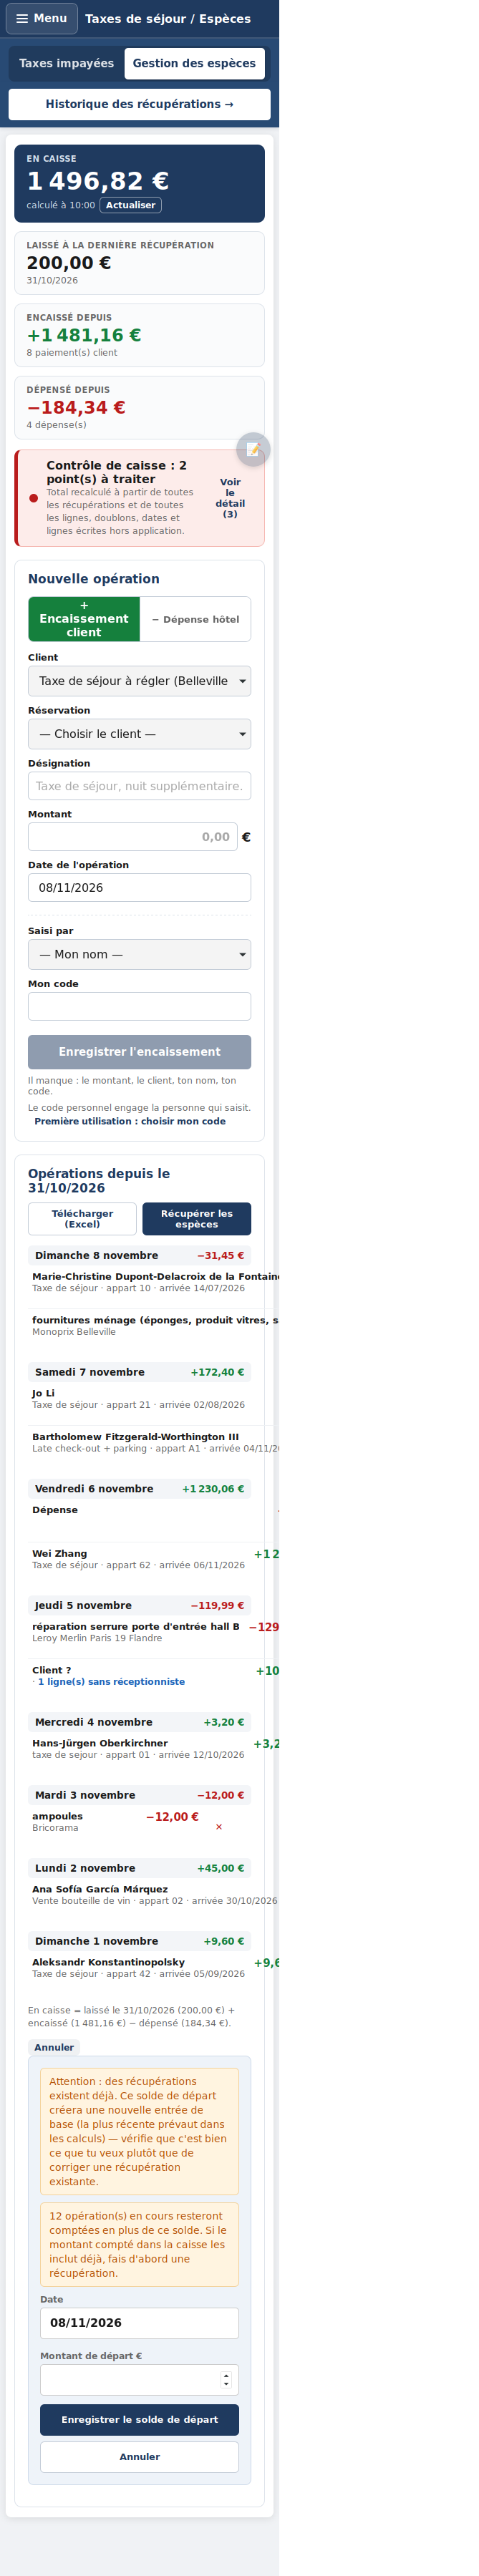 Menu
Taxes de séjour / Espèces
Taxes impayées
Gestion des espèces
Historique des récupérations →
EN CAISSE
1 496,82 €
calculé à 10:00
Actualiser
LAISSÉ À LA DERNIÈRE RÉCUPÉRATION
200,00 €
31/10/2026
ENCAISSÉ DEPUIS
+1 481,16 €
8 paiement(s) client
DÉPENSÉ DEPUIS
−184,34 €
4 dépense(s)
Contrôle de caisse : 2
point(s) à traiter
Total recalculé à partir de toutes
les récupérations et de toutes
les lignes, doublons, dates et
lignes écrites hors application.
Voir
le
détail
(3)
Nouvelle opération
+
Encaissement
client
− Dépense hôtel
Client
Taxe de séjour à régler (Belleville
Réservation
— Choisir le client —
Désignation
Taxe de séjour, nuit supplémentaire.
Montant
0,00
€
Date de l'opération
08/11/2026
Saisi par
— Mon nom —
Mon code
Enregistrer l'encaissement
Il manque : le montant, le client, ton nom, ton
code.
Le code personnel engage la personne qui saisit.
Première utilisation : choisir mon code
Opérations depuis le
31/10/2026
Télécharger
(Excel)
Récupérer les
espèces
Dimanche 8 novembre
−31,45 €
Marie-Christine Dupont-Delacroix de la Fontaine
Taxe de séjour · appart 10 · arrivée 14/07/2026
fournitures ménage (éponges, produit vitres, s
Monoprix Belleville
Samedi 7 novembre
+172,40 €
Jo Li
Taxe de séjour · appart 21 · arrivée 02/08/2026
Bartholomew Fitzgerald-Worthington III
Late check-out + parking · appart A1 · arrivée 04/11/20
Vendredi 6 novembre
+1 230,06 €
Dépense
Wei Zhang
+1 2
Taxe de séjour · appart 62 · arrivée 06/11/2026
Jeudi 5 novembre
−119,99 €
réparation serrure porte d'entrée hall B
−129
Leroy Merlin Paris 19 Flandre
Client ?
+10
· 1 ligne(s) sans réceptionniste
Mercredi 4 novembre
+3,20 €
Hans-Jürgen Oberkirchner
+3,2
taxe de sejour · appart 01 · arrivée 12/10/2026
Mardi 3 novembre
−12,00 €
ampoules
−12,00 €
Bricorama
×
Lundi 2 novembre
+45,00 €
Ana Sofía García Márquez
Vente bouteille de vin · appart 02 · arrivée 30/10/2026
Dimanche 1 novembre
+9,60 €
Aleksandr Konstantinopolsky
+9,6
Taxe de séjour · appart 42 · arrivée 05/09/2026
En caisse = laissé le 31/10/2026 (200,00 €) +
encaissé (1 481,16 €) − dépensé (184,34 €).
Annuler
Attention : des récupérations
existent déjà. Ce solde de départ
créera une nouvelle entrée de
base (la plus récente prévaut dans
les calculs) — vérifie que c'est bien
ce que tu veux plutôt que de
corriger une récupération
existante.
12 opération(s) en cours resteront
comptées en plus de ce solde. Si le
montant compté dans la caisse les
inclut déjà, fais d'abord une
récupération.
Date
08/11/2026
Montant de départ €
Enregistrer le solde de départ
Annuler